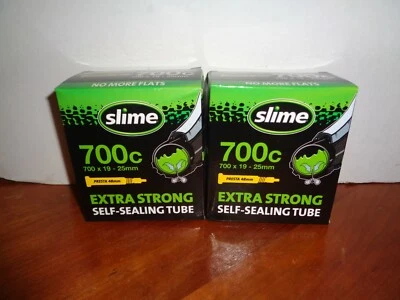 700c
NO MORE FLATS
slime
700c
700 x 19 - 25mm
PRESTA 48mm
EXTRA STRONG
SELF-SEALING TUBE
NO MORE FLATS
slime
700c
700 x 19 - 25mm
PRESTA 48mm
EXTRA STRONG
SELF-SEALING TUBE